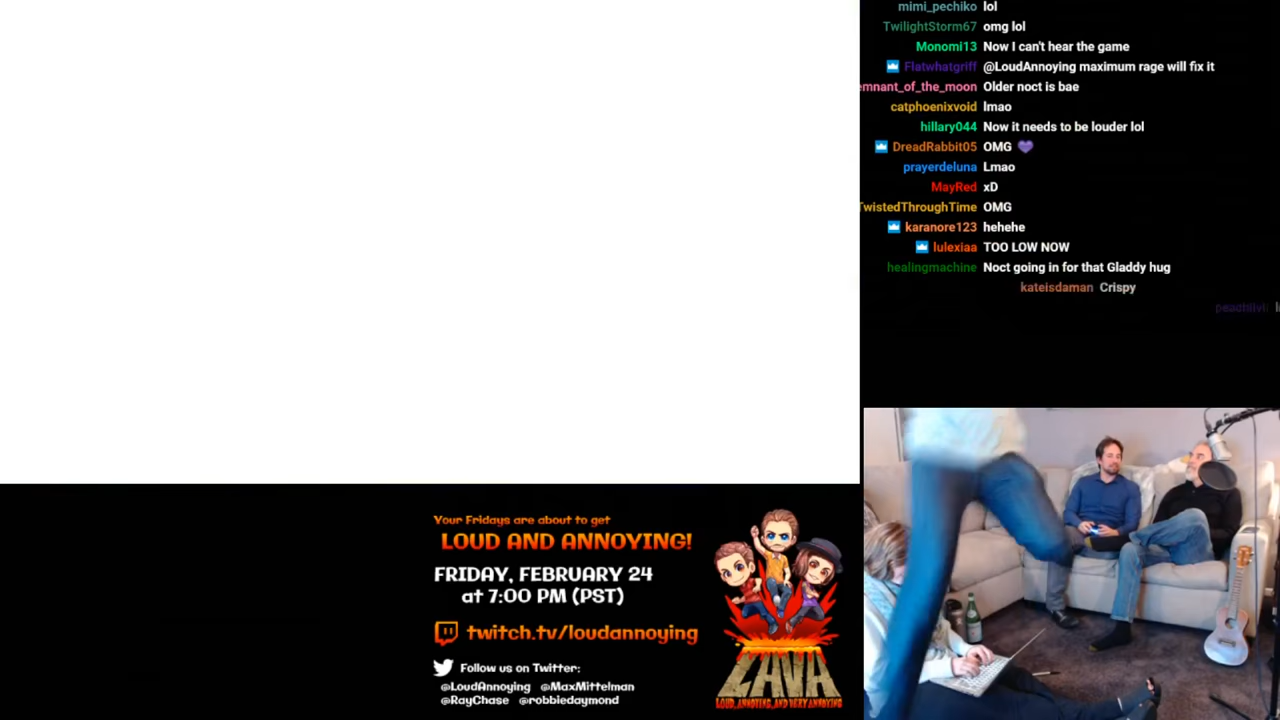 mimi_pechiko lol
TwilightStorm67 omg lol
Monomi13 Now I can't hear the game
Flatwhatgriff @LoudAnnoying maximum rage will fix it
emnant_of_the_moon Older noct is bae
catphoenixvoid lmao
hillary044 Now it needs to be louder lol
DreadRabbit05 OMG 💜
prayerdeluna Lmao
MayRed xD
TwistedThroughTime OMG
karanore123 hehehe
lulexiaa TOO LOW NOW
healingmachine Noct going in for that Gladdy hug
kateisdaman Crispy
Your Fridays are about to get
LOUD AND ANNOYING!
FRIDAY, FEBRUARY 24
at 7:00 PM (PST)
twitch.tv/loudannoying
Follow us on Twitter:
@LoudAnnoying @MaxMittelman
@RayChase @robbiedaymond
LAVA
LOUD, ANNOYING, AND VERY ANNOYING